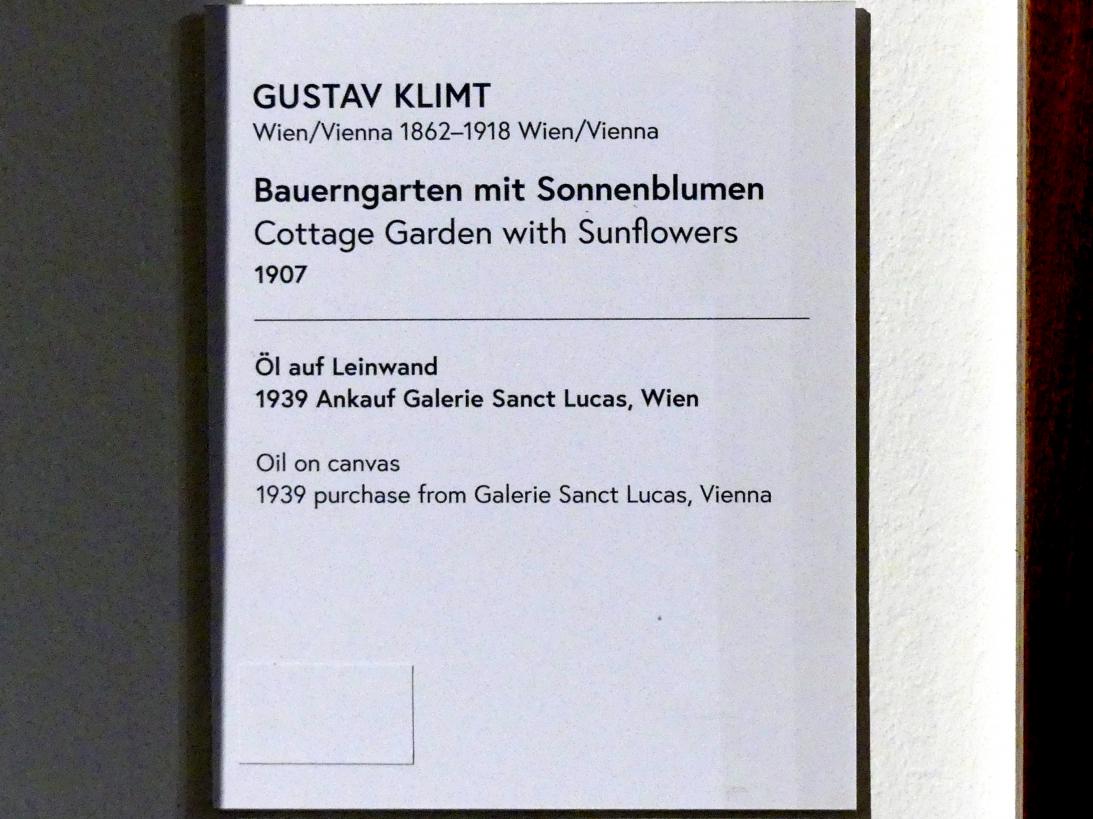 GUSTAV KLIMT
Wien/Vienna 1862–1918 Wien/Vienna
Bauerngarten mit Sonnenblumen
Cottage Garden with Sunflowers
1907
Öl auf Leinwand
1939 Ankauf Galerie Sanct Lucas, Wien
Oil on canvas
1939 purchase from Galerie Sanct Lucas, Vienna